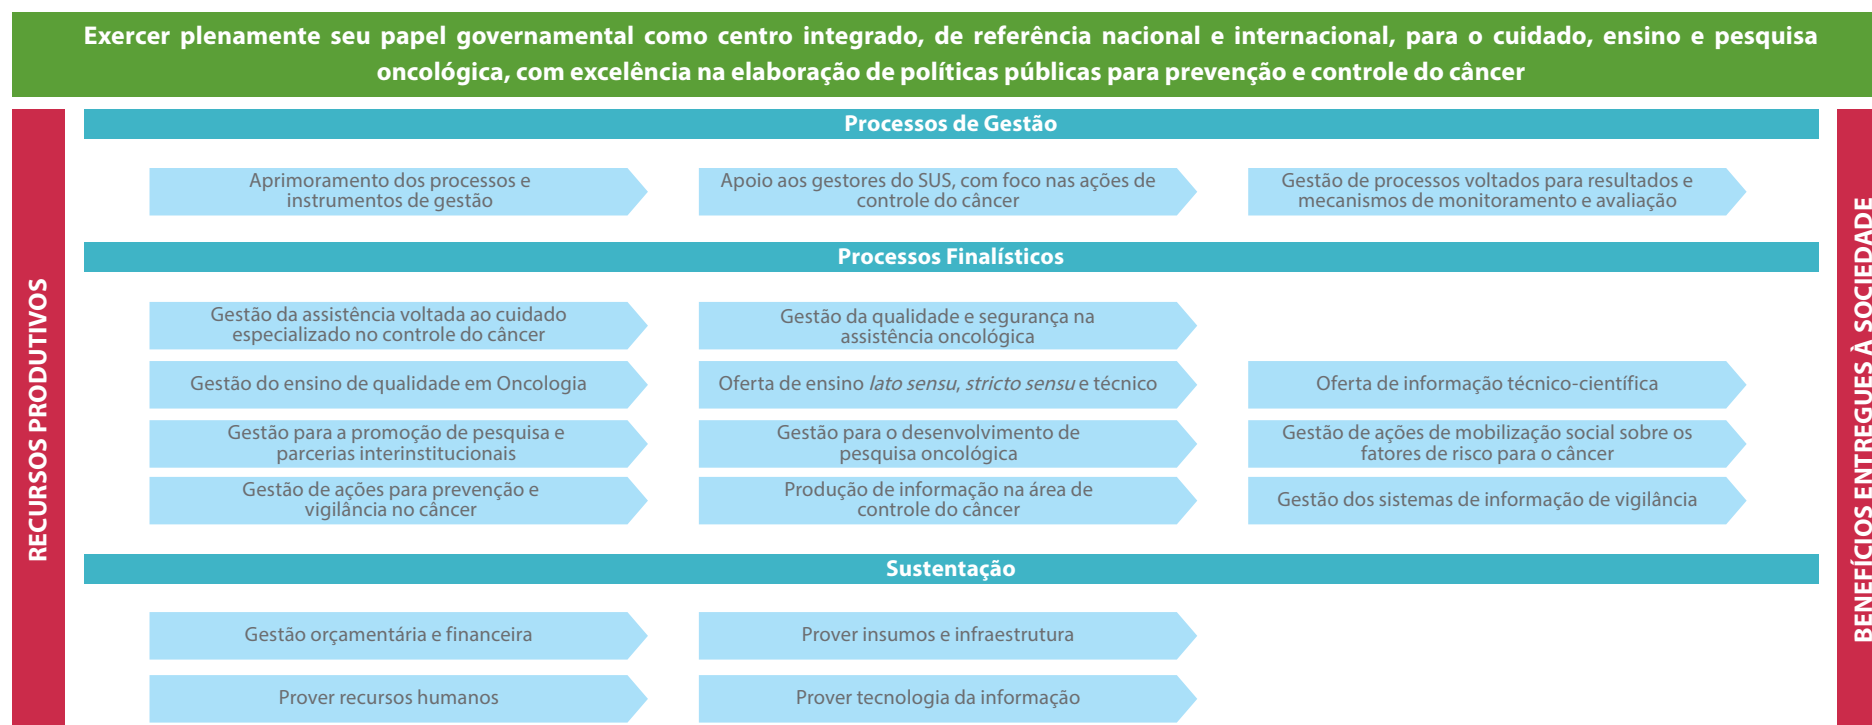 Exercer plenamente seu papel governamental como centro integrado, de referência nacional e internacional, para o cuidado, ensino e pesquisa
oncológica, com excelência na elaboração de políticas públicas para prevenção e controle do câncer
RECURSOS PRODUTIVOS
Processos de Gestão
Aprimoramento dos processos e
instrumentos de gestão
Apoio aos gestores do SUS, com foco nas ações de
controle do câncer
Gestão de processos voltados para resultados e
mecanismos de monitoramento e avaliação
Processos Finalísticos
Gestão da assistência voltada ao cuidado
especializado no controle do câncer
Gestão da qualidade e segurança na
assistência oncológica
Gestão do ensino de qualidade em Oncologia
Oferta de ensino lato sensu, stricto sensu e técnico
Oferta de informação técnico-científica
Gestão para a promoção de pesquisa e
parcerias interinstitucionais
Gestão para o desenvolvimento de
pesquisa oncológica
Gestão de ações de mobilização social sobre os
fatores de risco para o câncer
Gestão de ações para prevenção e
vigilância no câncer
Produção de informação na área de
controle do câncer
Gestão dos sistemas de informação de vigilância
Sustentação
Gestão orçamentária e financeira
Prover insumos e infraestrutura
Prover recursos humanos
Prover tecnologia da informação
BENEFÍCIOS ENTREGUES À SOCIEDADE